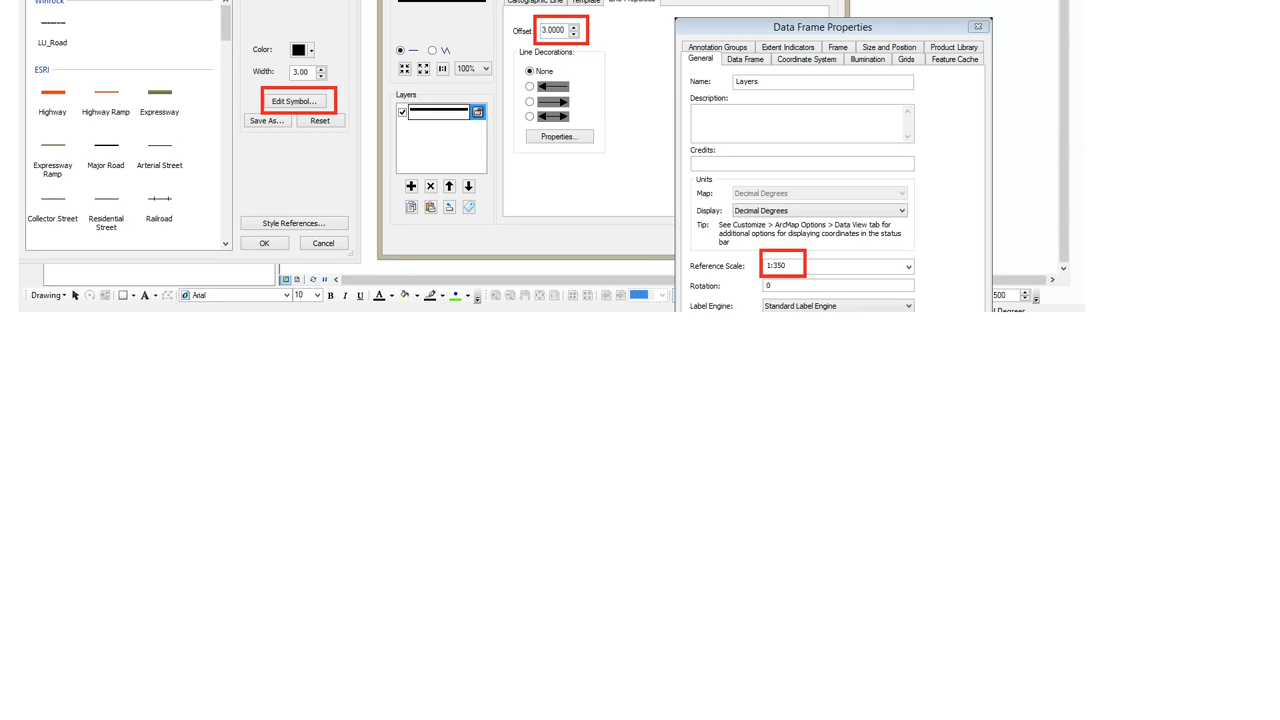 Winrock
LU_Road
ESRI
Highway
Highway Ramp
Expressway
Expressway Ramp
Major Road
Arterial Street
Collector Street
Residential Street
Railroad
Color:
Width:
3.00
Edit Symbol...
Save As...
Reset
Style References...
OK
Cancel
100%
Layers
Cartographic Line
Template
Line Properties
Offset:
3.0000
Line Decorations:
None
Properties...
Data Frame Properties
Annotation Groups
Extent Indicators
Frame
Size and Position
Product Library
General
Data Frame
Coordinate System
Illumination
Grids
Feature Cache
Name:
Layers
Description:
Credits:
Units
Map:
Decimal Degrees
Display:
Decimal Degrees
Tip:
See Customize > ArcMap Options > Data View tab for
additional options for displaying coordinates in the status
bar
Reference Scale:
1:350
Rotation:
0
Label Engine:
Standard Label Engine
Drawing
A
Arial
10
B
I
U
A
500
Degrees